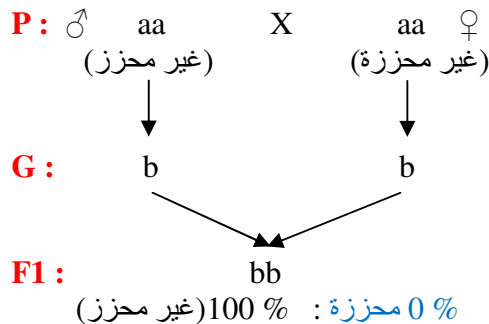 P : ♂ aa X aa ♀
(غير محزز) (غير محززة)
G : b b
F1 : bb
% 0 محززة : % 100(غير محزز)